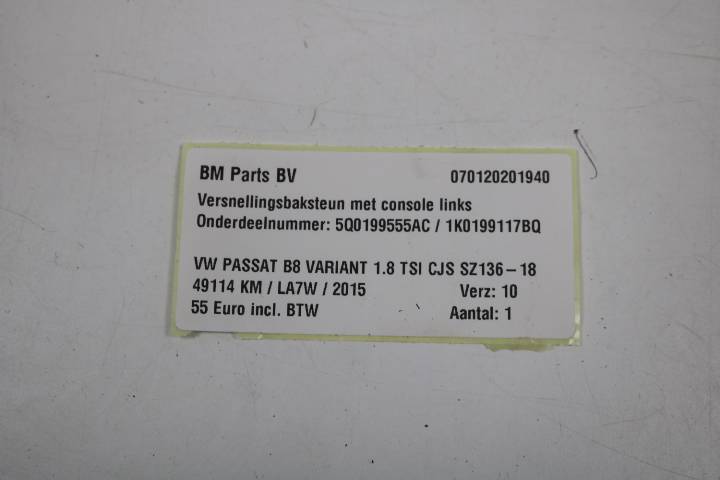 BM Parts BV 070120201940
Versnellingsbaksteun met console links
Onderdeelnummer: 5Q0199555AC / 1K0199117BQ
VW PASSAT B8 VARIANT 1.8 TSI CJS SZ136-18
49114 KM / LA7W / 2015 Verz: 10
55 Euro incl. BTW Aantal: 1